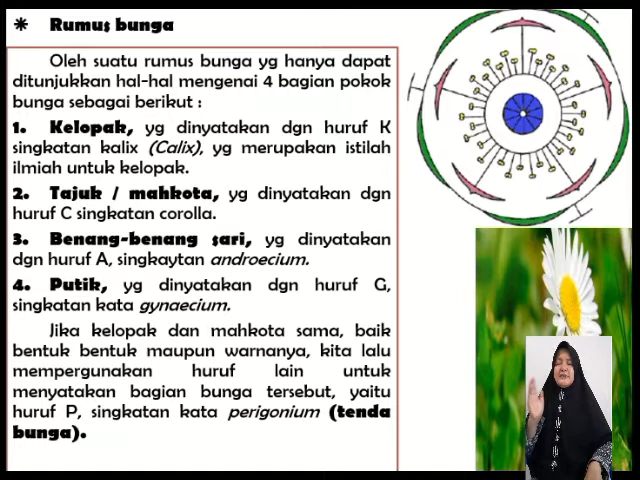 ✳ Rumus bunga
Oleh suatu rumus bunga yg hanya dapat
ditunjukkan hal-hal mengenai 4 bagian pokok
bunga sebagai berikut :
1. Kelopak, yg dinyatakan dgn huruf K
singkatan kalix (Calix), yg merupakan istilah
ilmiah untuk kelopak.
2. Tajuk / mahkota, yg dinyatakan dgn
huruf C singkatan corolla.
3. Benang-benang sari, yg dinyatakan
dgn huruf A, singkaytan androecium.
4. Putik, yg dinyatakan dgn huruf G,
singkatan kata gynaecium.
Jika kelopak dan mahkota sama, baik
bentuk bentuk maupun warnanya, kita lalu
mempergunakan huruf lain untuk
menyatakan bagian bunga tersebut, yaitu
huruf P, singkatan kata perigonium (tenda
bunga).